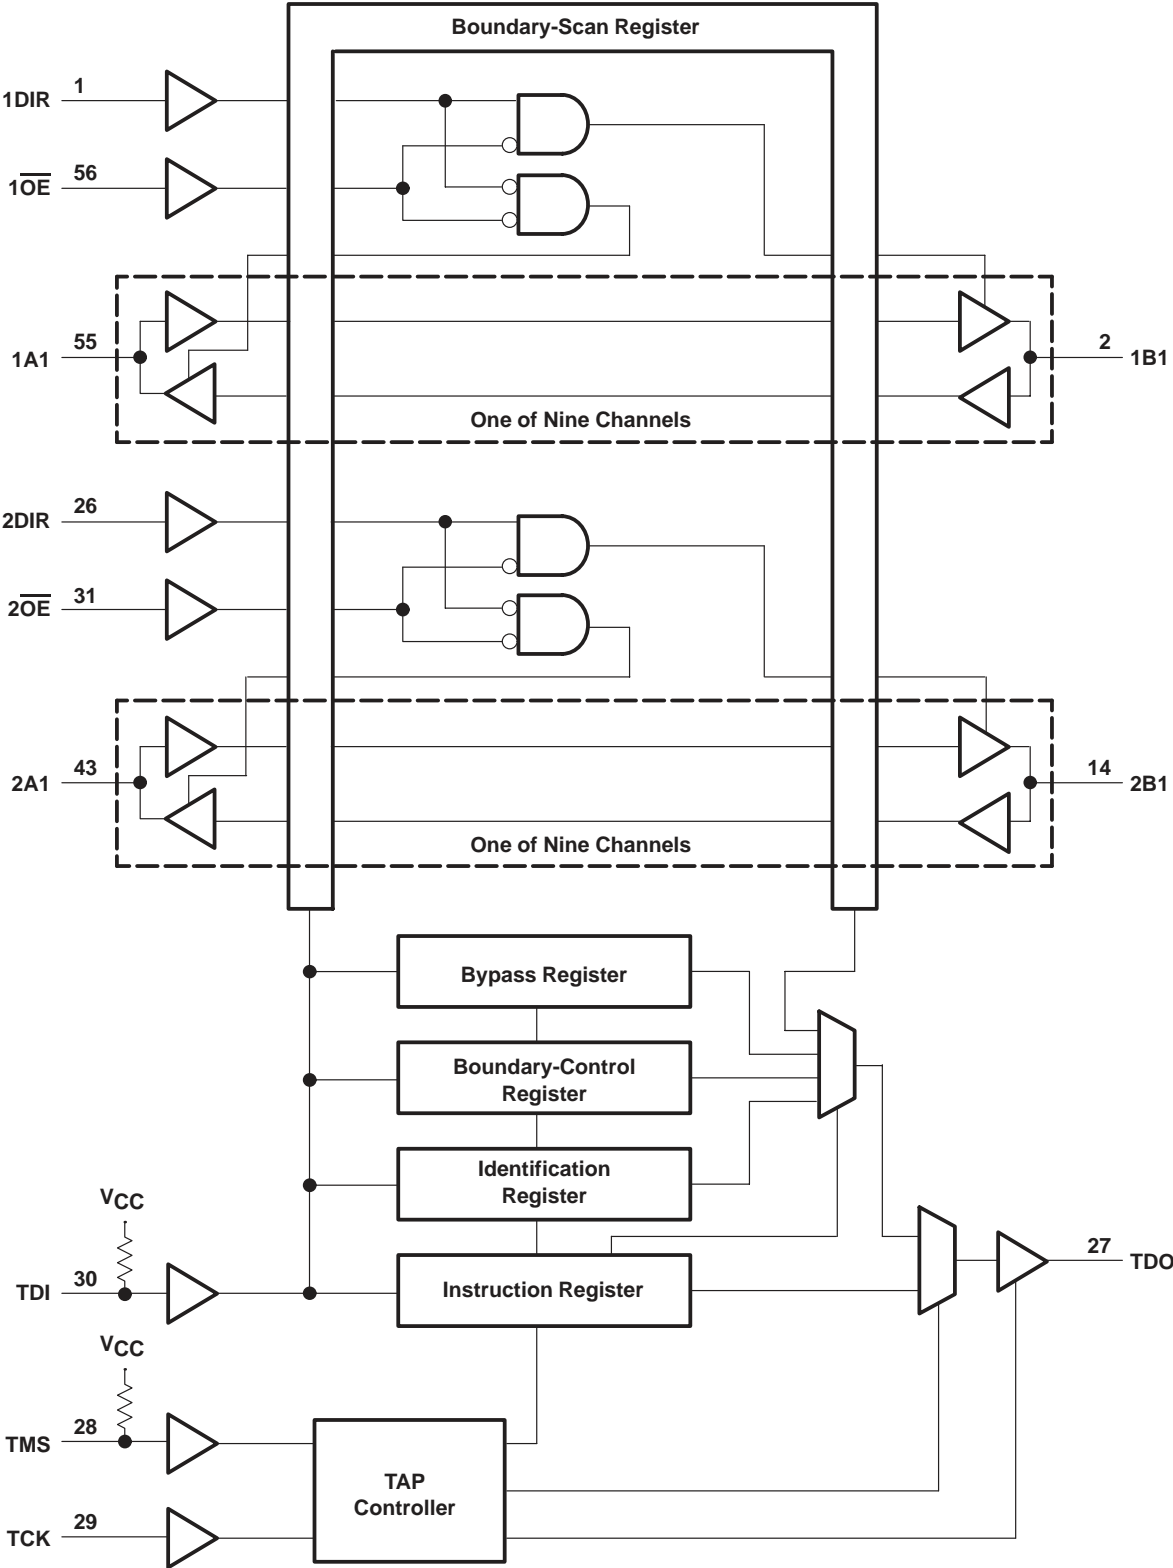 Boundary-Scan Register
1DIR 1
1O̅E̅ 56
1A1 55
2 1B1
One of Nine Channels
2DIR 26
2O̅E̅ 31
2A1 43
14 2B1
One of Nine Channels
Bypass Register
Boundary-Control
Register
Identification
Register
VCC
TDI 30
Instruction Register
27 TDO
VCC
TMS 28
TAP
Controller
TCK 29